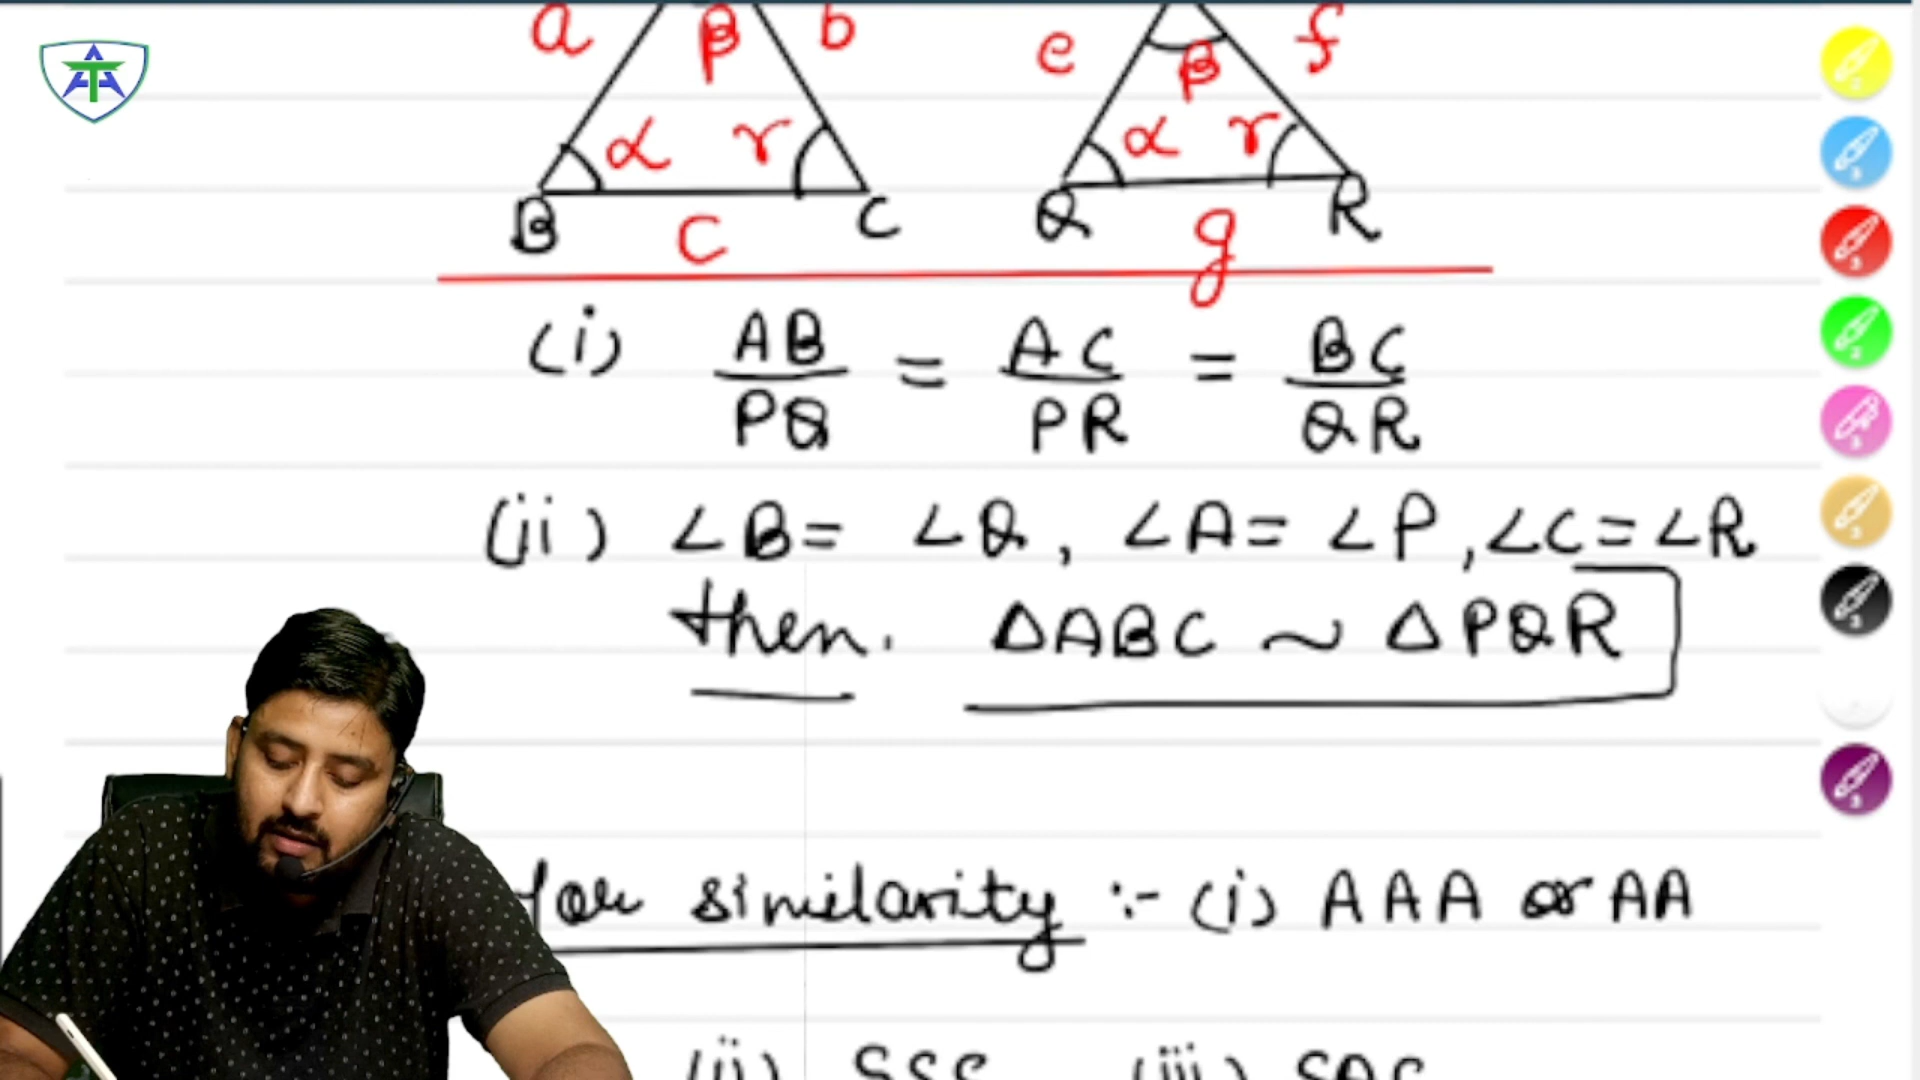 a β b e β f
α r α r
B c C Q g R
(i) AB/PQ = AC/PR = BC/QR
(ii) ∠B = ∠Q, ∠A = ∠P, ∠C = ∠R
then. ΔABC ~ ΔPQR
for similarity :- (i) AAA or AA
(ii) SSS (iii) SAS